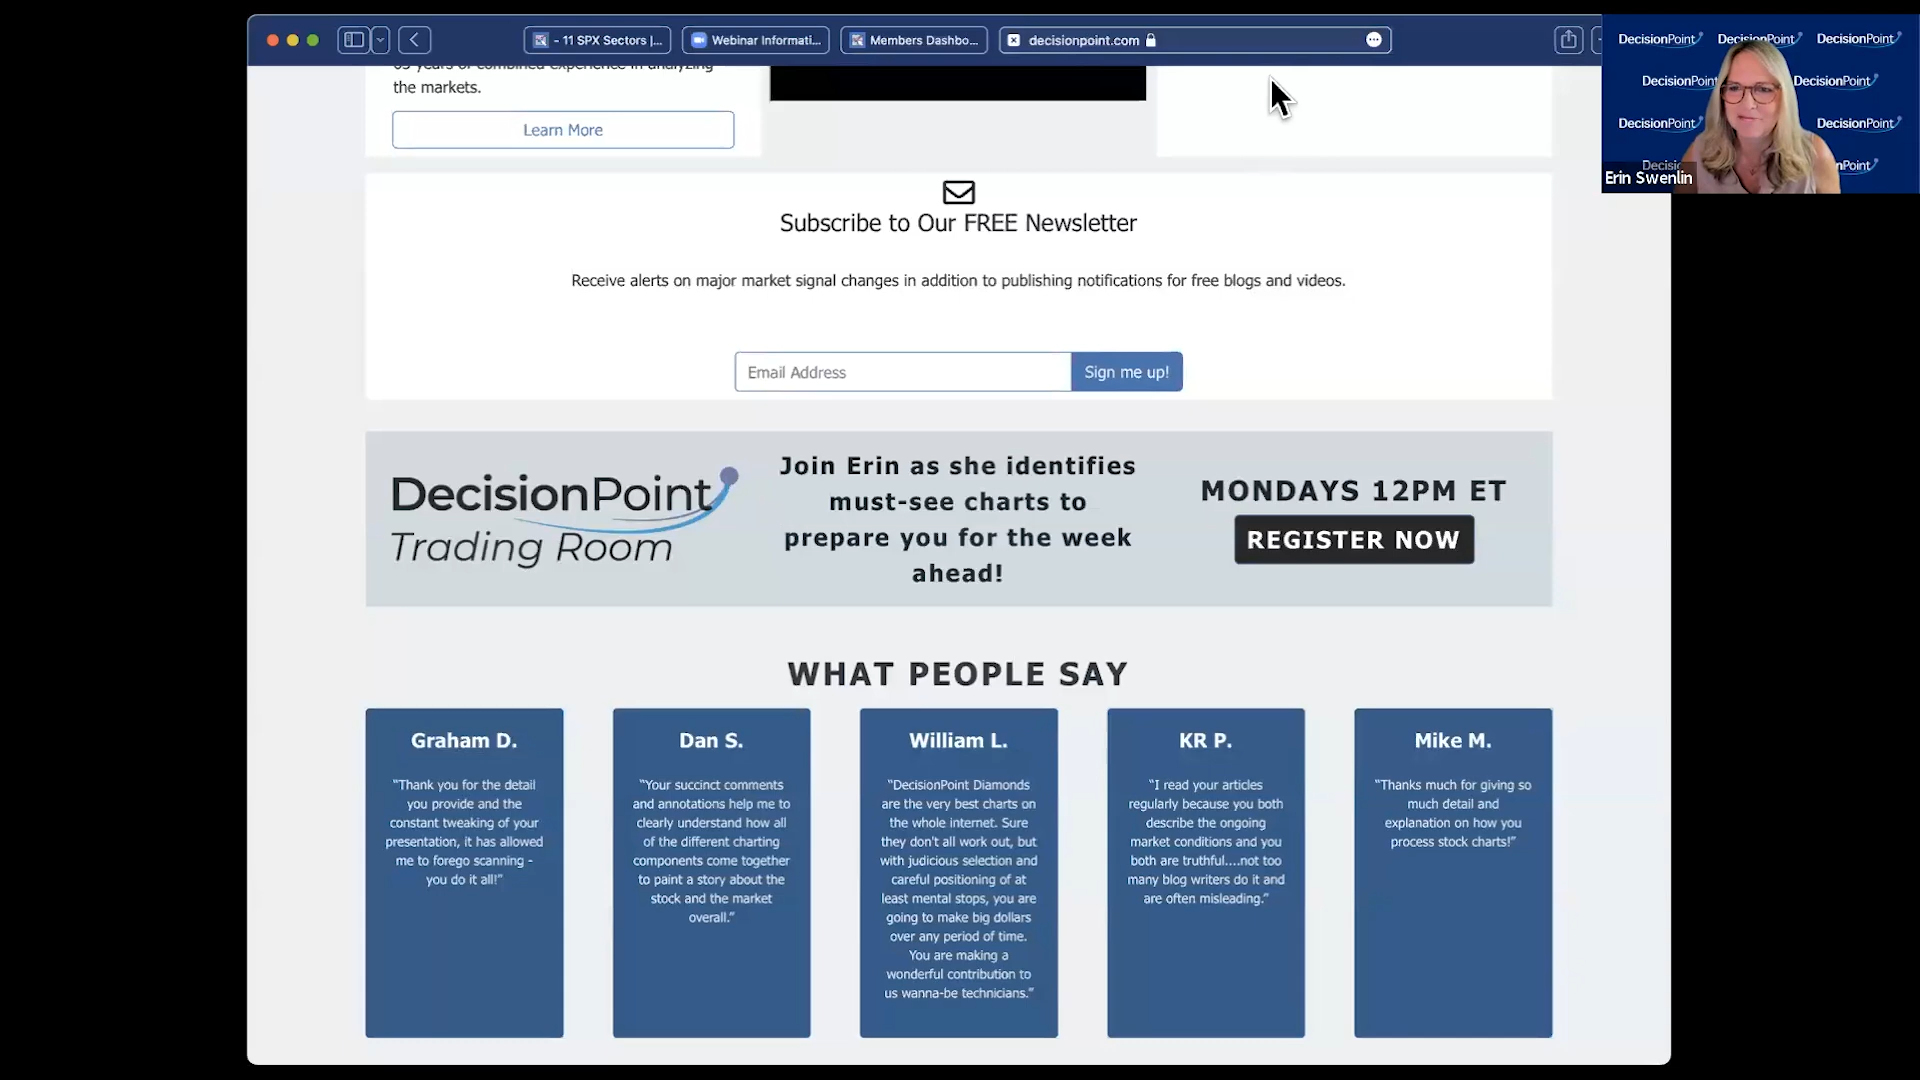 - 11 SPX Sectors |...
Webinar Informati...
Members Dashbo...
decisionpoint.com
DecisionPoint DecisionPoint DecisionPoint
DecisionPoint DecisionPoint
DecisionPoint DecisionPoint
Erin Swenlin
the markets.
Learn More
Subscribe to Our FREE Newsletter
Receive alerts on major market signal changes in addition to publishing notifications for free blogs and videos.
Email Address
Sign me up!
DecisionPoint
Trading Room
Join Erin as she identifies
must-see charts to
prepare you for the week
ahead!
MONDAYS 12PM ET
REGISTER NOW
WHAT PEOPLE SAY
Graham D.
“Thank you for the detail
you provide and the
constant tweaking of your
presentation, it has allowed
me to forego scanning -
you do it all!”
Dan S.
“Your succinct comments
and annotations help me to
clearly understand how all
of the different charting
components come together
to paint a story about the
stock and the market
overall.”
William L.
“DecisionPoint Diamonds
are the very best charts on
the whole internet. Sure
they don't all work out, but
with judicious selection and
careful positioning of at
least mental stops, you are
going to make big dollars
over any period of time.
You are making a
wonderful contribution to
us wanna-be technicians.”
KR P.
“I read your articles
regularly because you both
describe the ongoing
market conditions and you
both are truthful....not too
many blog writers do it and
are often misleading.”
Mike M.
“Thanks much for giving so
much detail and
explanation on how you
process stock charts!”